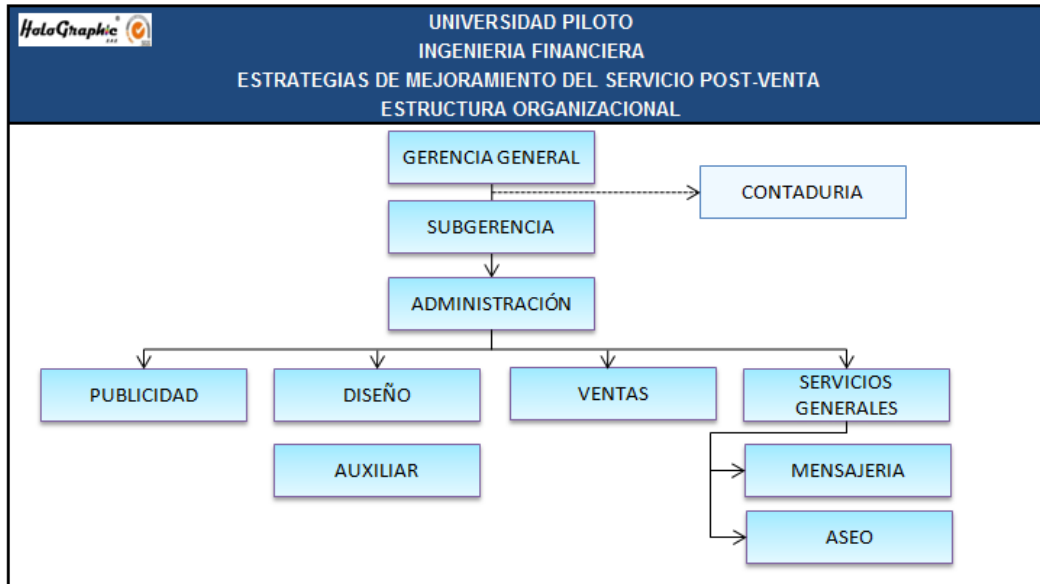 HoloGraphic
UNIVERSIDAD PILOTO
INGENIERIA FINANCIERA
ESTRATEGIAS DE MEJORAMIENTO DEL SERVICIO POST-VENTA
ESTRUCTURA ORGANIZACIONAL
GERENCIA GENERAL
CONTADURIA
SUBGERENCIA
ADMINISTRACIÓN
PUBLICIDAD
DISEÑO
VENTAS
SERVICIOS
GENERALES
AUXILIAR
MENSAJERIA
ASEO